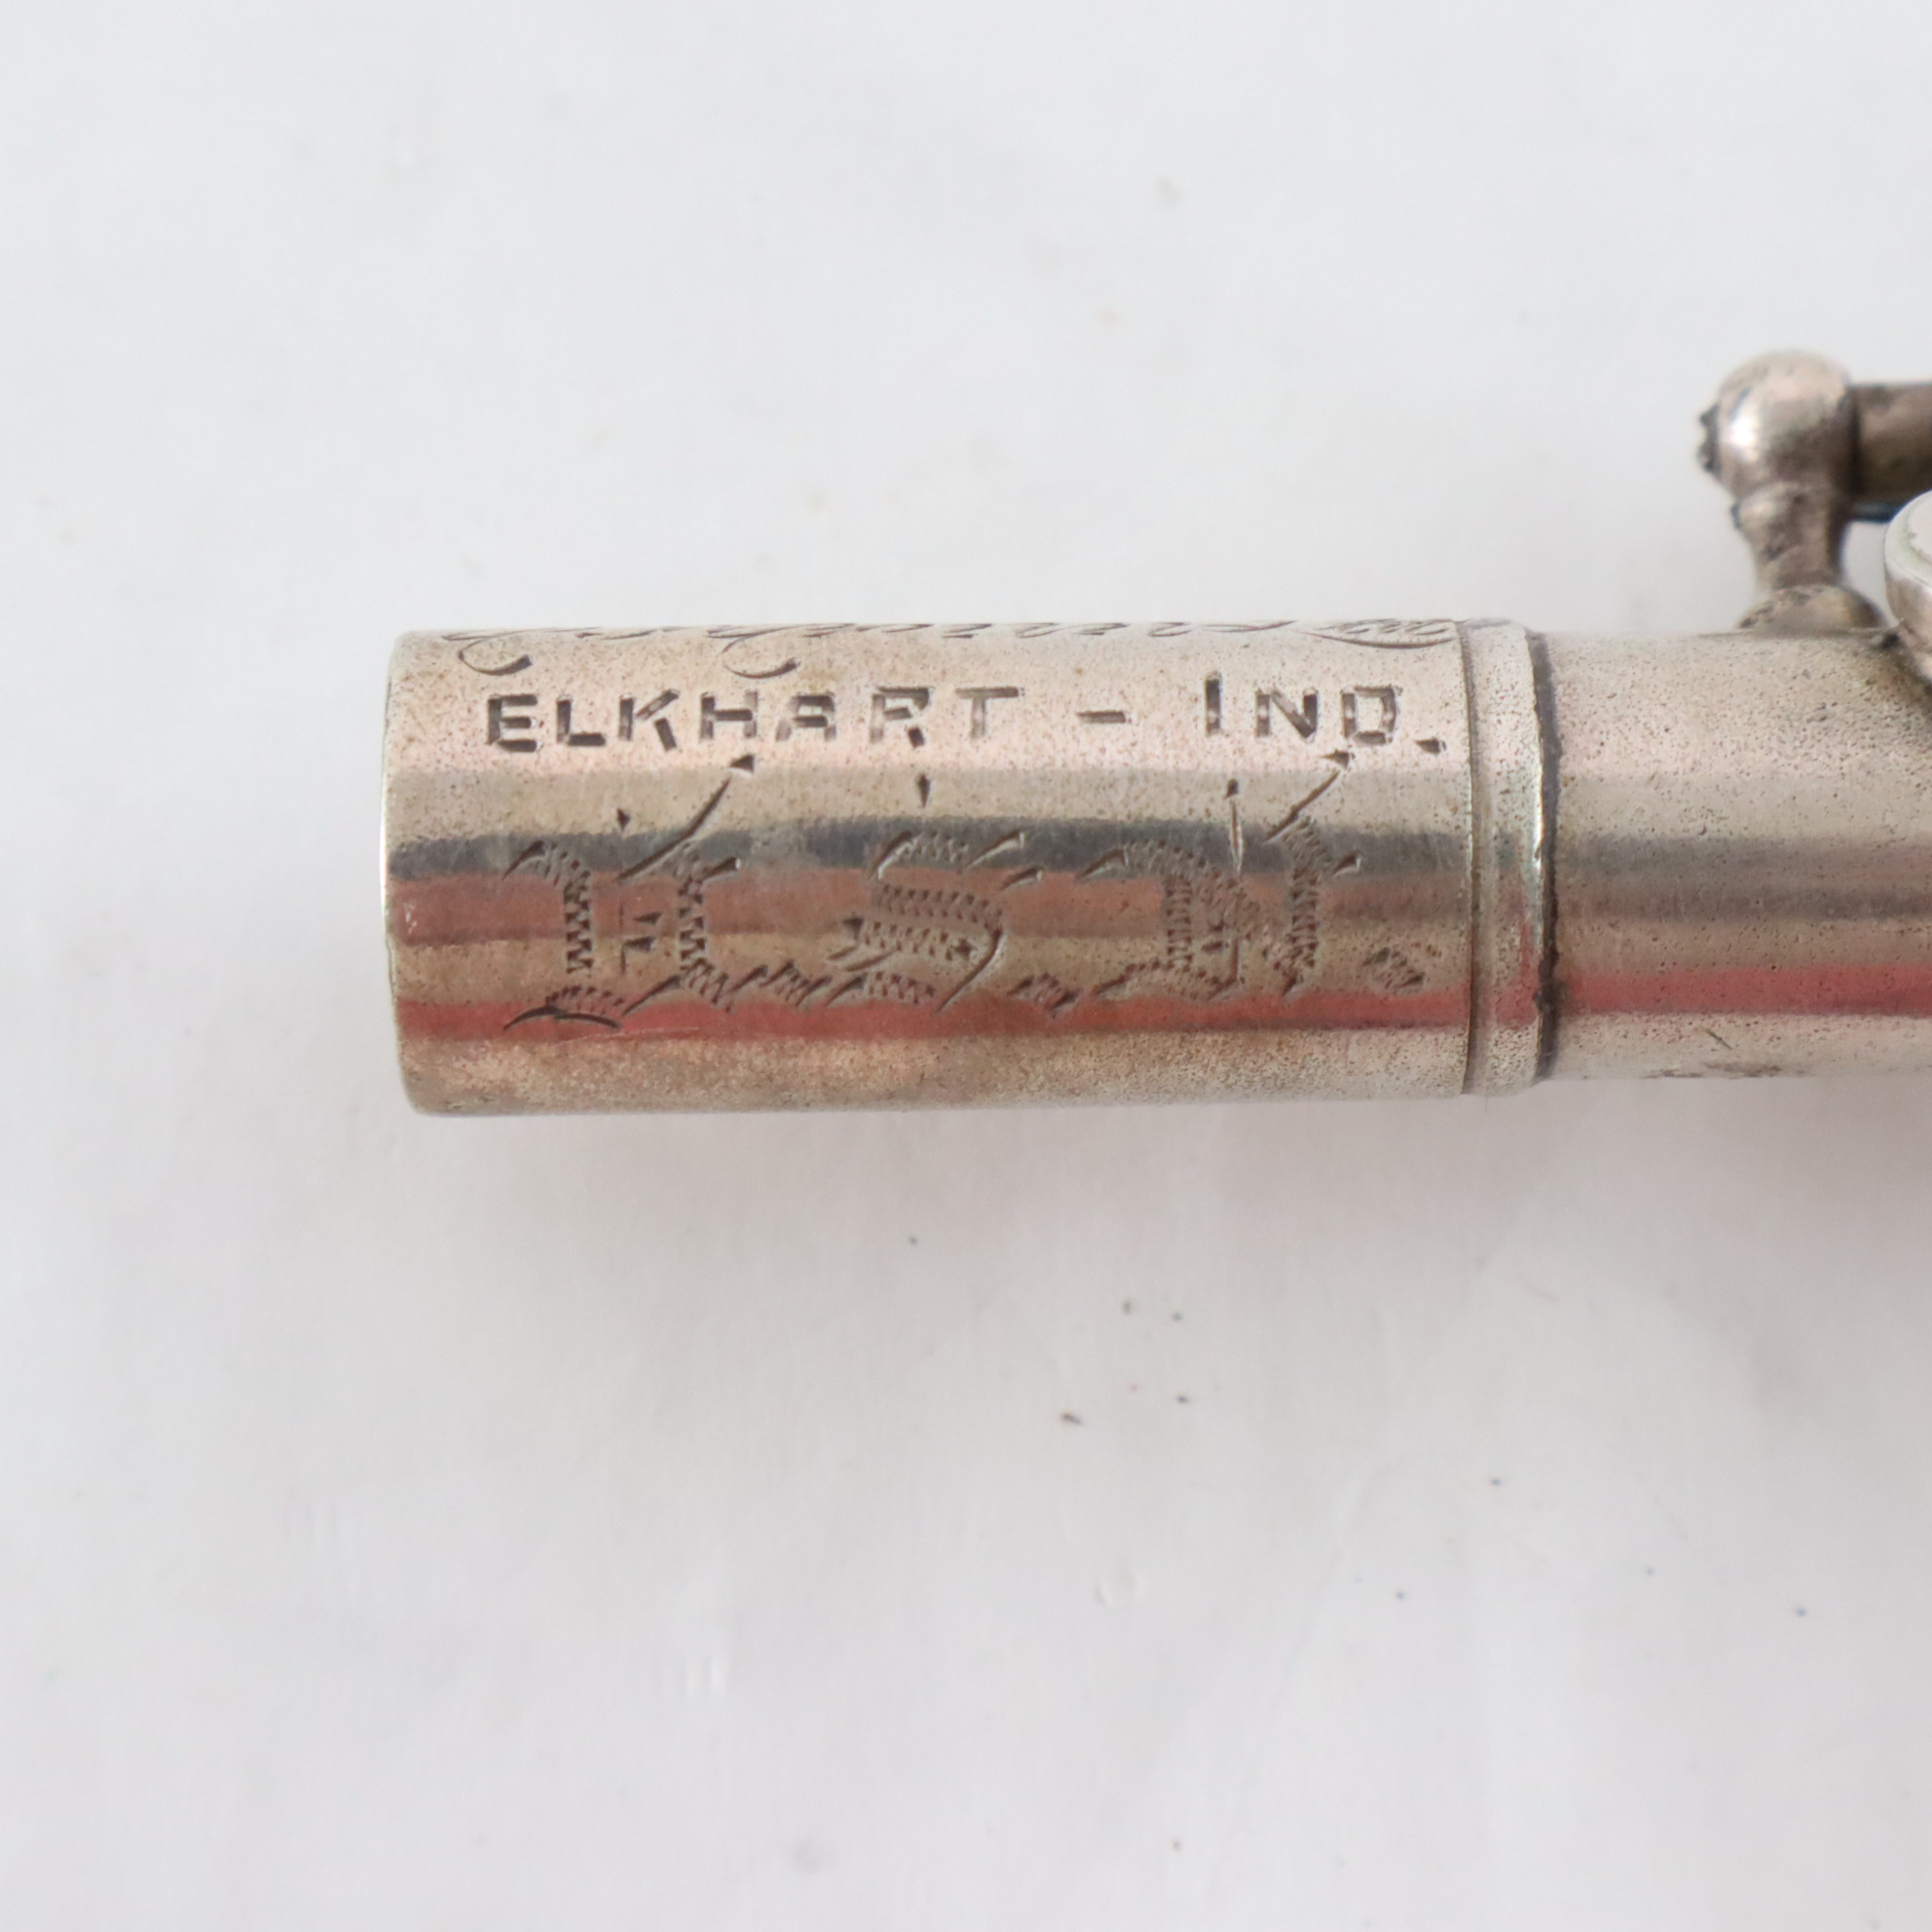 ELKHART - IND.
U.S.A.